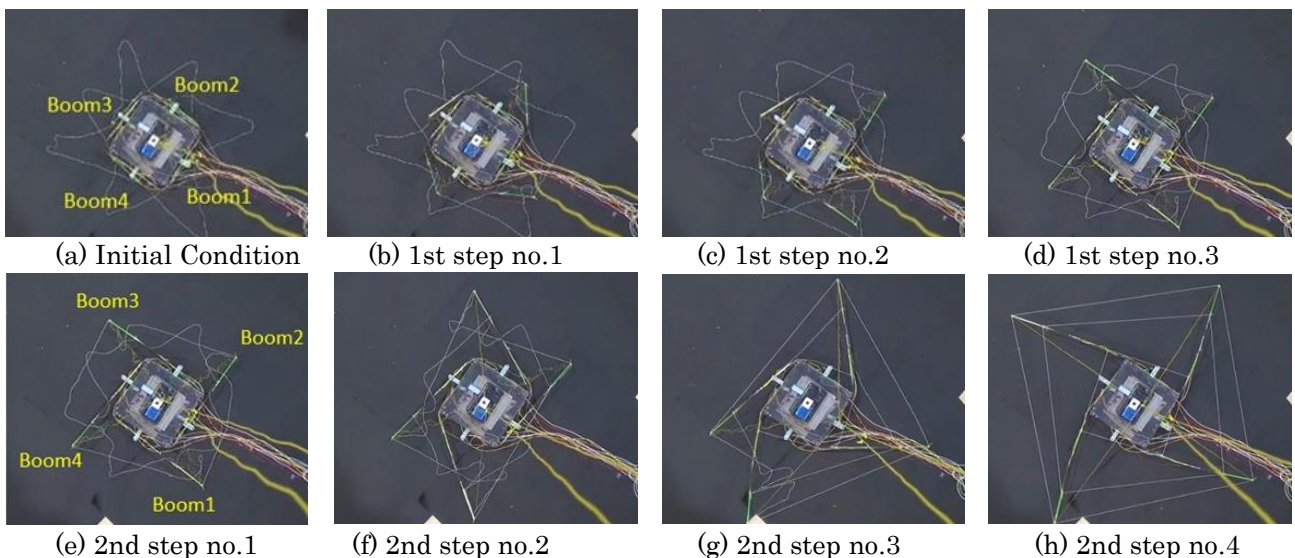 Boom2
Boom3
Boom4
Boom1
(a) Initial Condition
(b) 1st step no.1
(c) 1st step no.2
(d) 1st step no.3
Boom3
Boom2
Boom4
Boom1
(e) 2nd step no.1
(f) 2nd step no.2
(g) 2nd step no.3
(h) 2nd step no.4